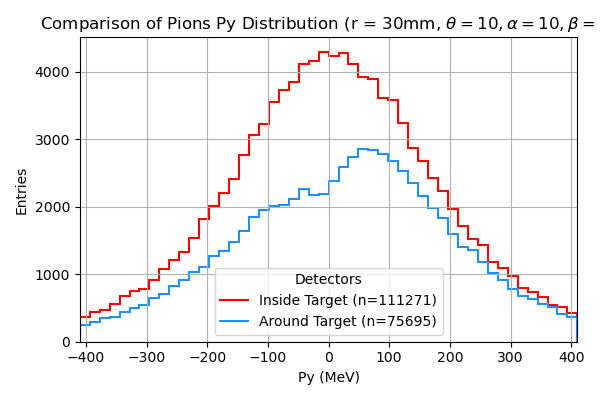 Comparison of Pions Py Distribution (r = 30mm, θ = 10, α = 10, β =
Entries
4000
3000
2000
1000
0
Detectors
Inside Target (n=111271)
Around Target (n=75695)
−400 −300 −200 −100 0 100 200 300 400
Py (MeV)